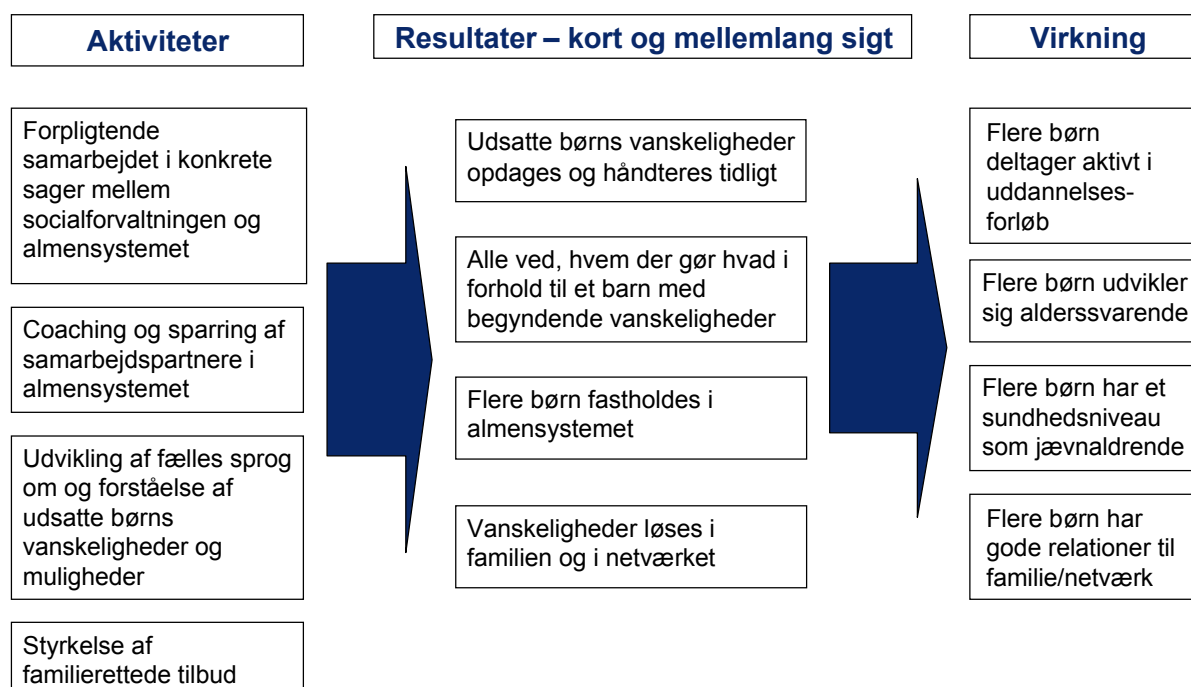 Aktiviteter
Resultater – kort og mellemlang sigt
Virkning
Forpligtende
samarbejdet i konkrete
sager mellem
socialforvaltningen og
almensystemet
Coaching og sparring af
samarbejdspartnere i
almensystemet
Udvikling af fælles sprog
om og forståelse af
udsatte børns
vanskeligheder og
muligheder
Styrkelse af
familierettede tilbud
Udsatte børns vanskeligheder
opdages og håndteres tidligt
Alle ved, hvem der gør hvad i
forhold til et barn med
begyndende vanskeligheder
Flere børn fastholdes i
almensystemet
Vanskeligheder løses i
familien og i netværket
Flere børn
deltager aktivt i
uddannelses-
forløb
Flere børn udvikler
sig alderssvarende
Flere børn har et
sundhedsniveau
som jævnaldrende
Flere børn har
gode relationer til
familie/netværk